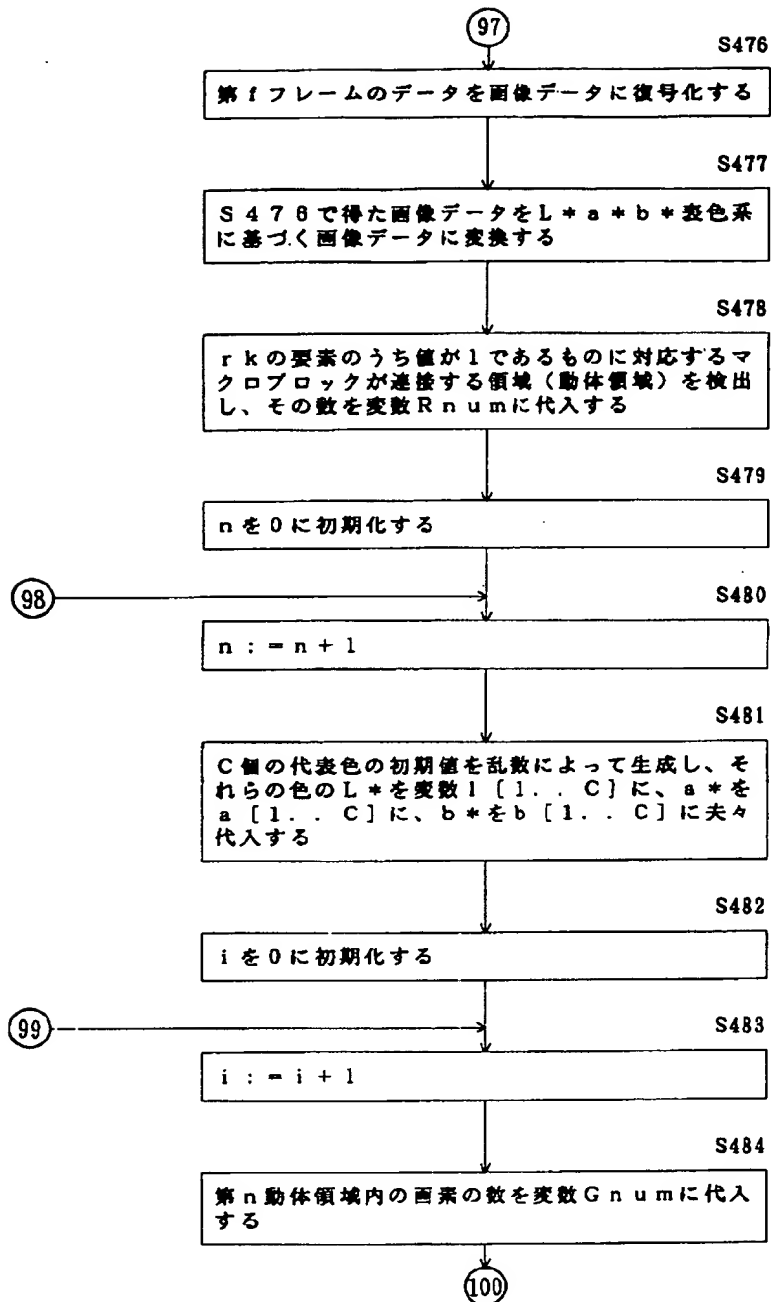 97
S476
第fフレームのデータを画像データに復号化する
S477
S476で得た画像データをL*a*b*表色系
に基づく画像データに変換する
S478
rkの要素のうち値が1であるものに対応するマ
クロブロックが連接する領域(動体領域)を検出
し、その数を変数Rnumに代入する
S479
nを0に初期化する
98
S480
n:=n+1
S481
C個の代表色の初期値を乱数によって生成し、そ
れらの色のL*を変数l[1..C]に、a*を
a[1..C]に、b*をb[1..C]に夫々
代入する
S482
iを0に初期化する
99
S483
i:=i+1
S484
第n動体領域内の画素の数を変数Gnumに代入
する
100